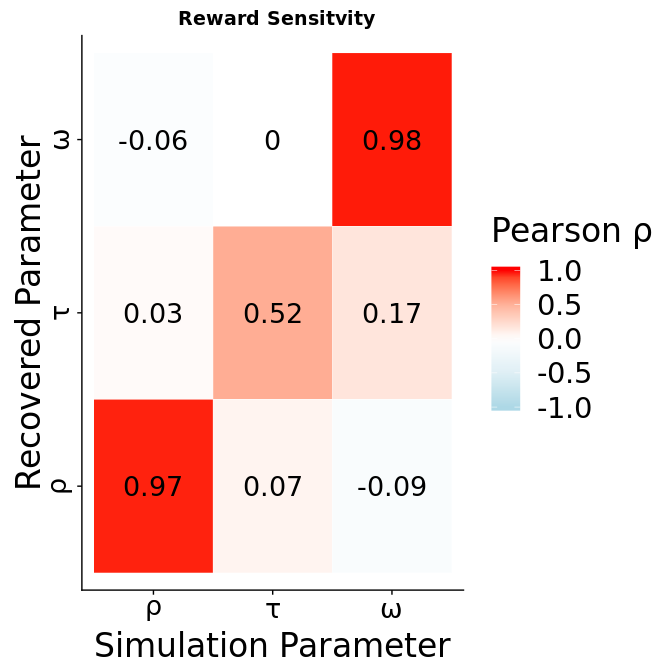 Reward Sensitvity
Recovered Parameter
ω
-0.06
0
0.98
τ
0.03
0.52
0.17
ρ
0.97
0.07
-0.09
ρ
τ
ω
Simulation Parameter
Pearson ρ
1.0
0.5
0.0
-0.5
-1.0